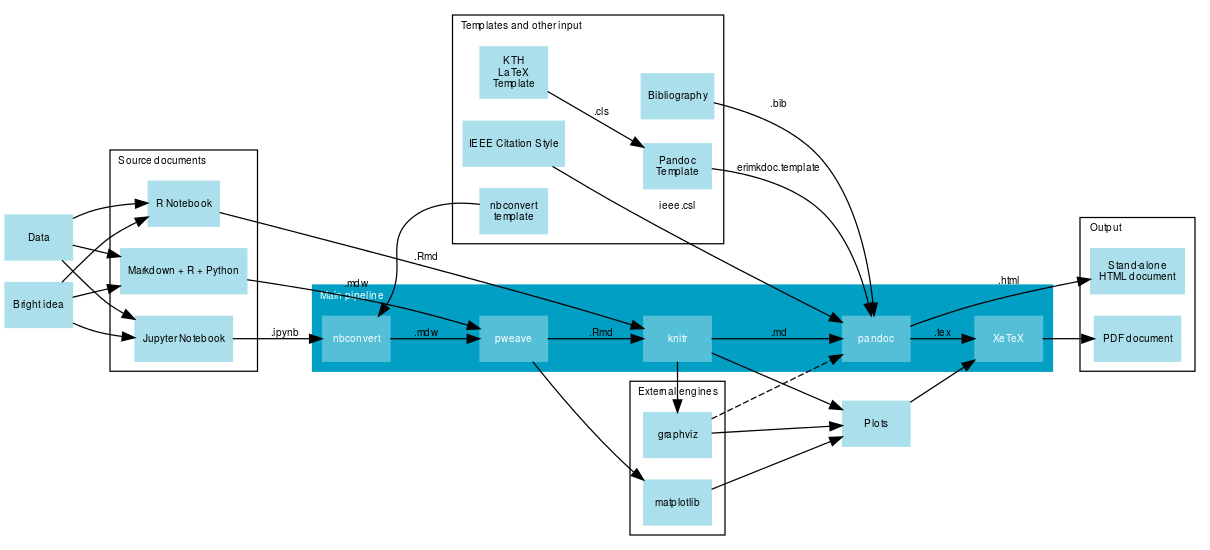 Templates and other input
KTH
LaTeX
Template
Bibliography
.bib
.cls
IEEE Citation Style
Pandoc
Template
erimkdoc.template
nbconvert
template
ieee.csl
Source documents
R Notebook
Data
Markdown + R + Python
Bright idea
Jupyter Notebook
.Rmd
.mdw
.ipynb
Main pipeline
nbconvert
.mdw
pweave
.Rmd
knitr
.md
pandoc
.tex
XeTeX
.html
Output
Stand-alone
HTML document
PDF document
External engines
graphviz
matplotlib
Plots